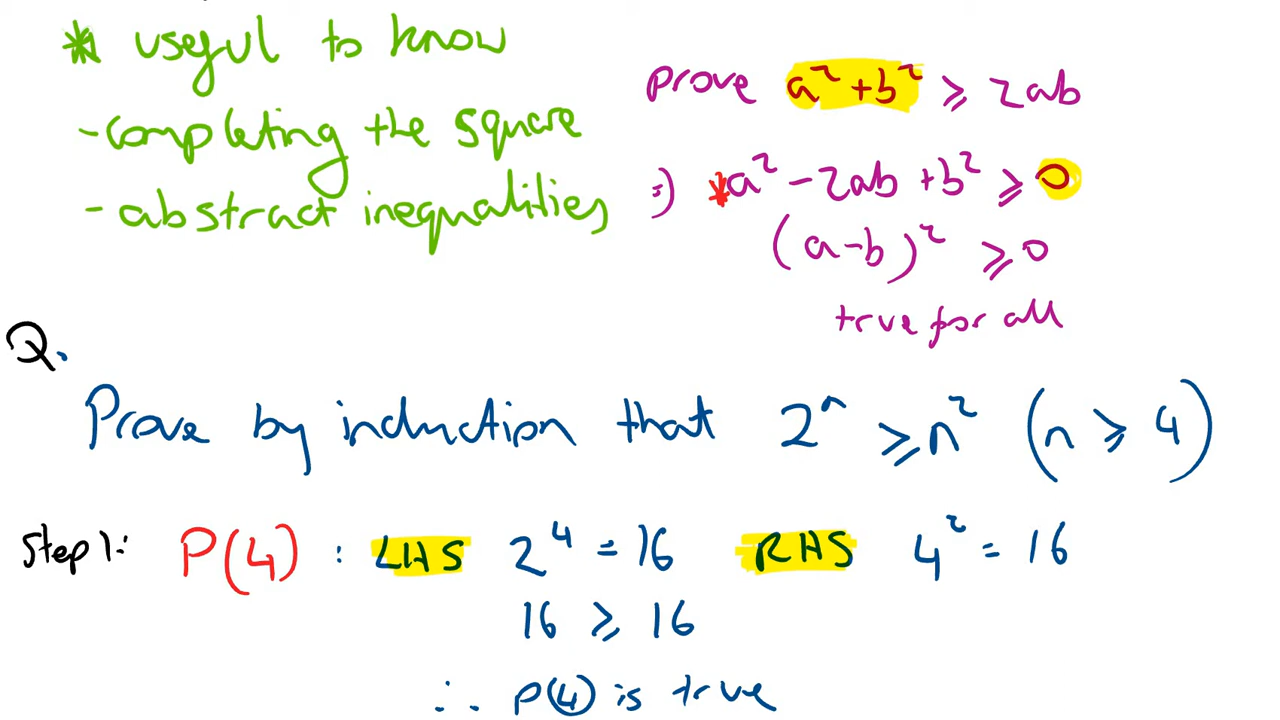 * useful to know
- completing the square
- abstract inequalities
prove a² + b² ⩾ 2ab
⇒) *a² - 2ab + b² ⩾ 0
(a-b)² ⩾ 0
true for all
Q.
Prove by induction that 2ⁿ ⩾ n² (n ⩾ 4)
Step 1: P(4) : LHS 2⁴ = 16 RHS 4² = 16
16 ⩾ 16
∴ P(4) is true